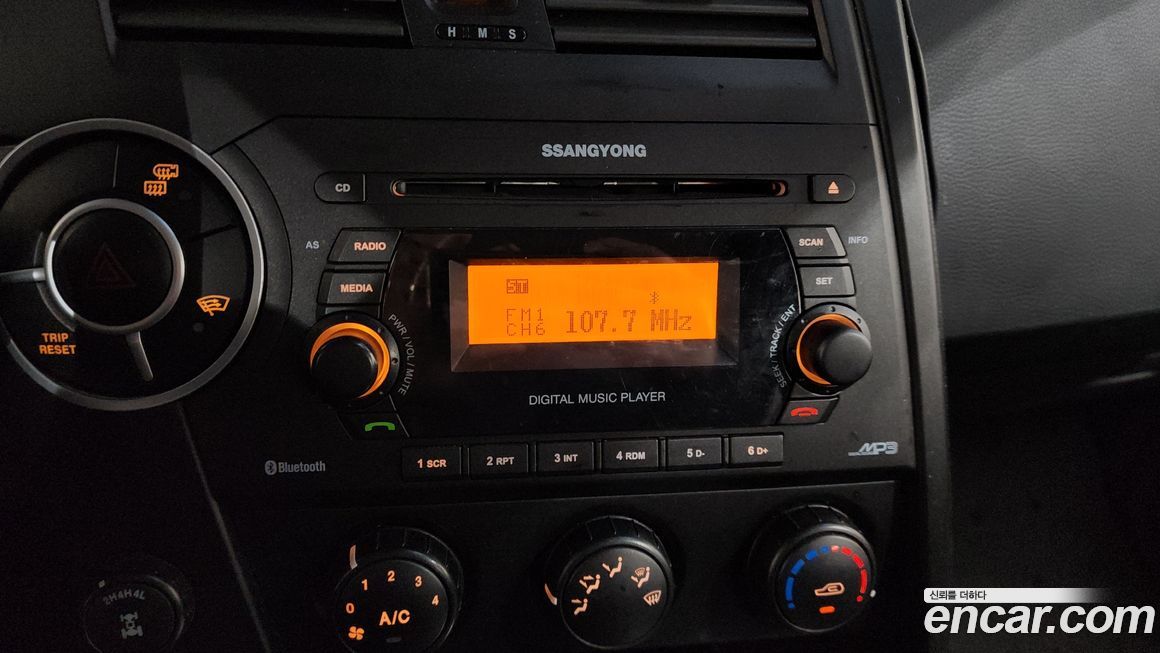 H M S
SSANGYONG
CD
AS
RADIO
SCAN
INFO
MEDIA
SET
ST
FM1
CH6
107.7 MHz
PWR / VOL / MUTE
SEEK / TRACK / ENT
TRIP
RESET
DIGITAL MUSIC PLAYER
Bluetooth
1 SCR
2 RPT
3 INT
4 RDM
5 D-
6 D+
MP3
2H4H4L
0 1 2 3 4
A/C
신뢰를 더하다
encar.com